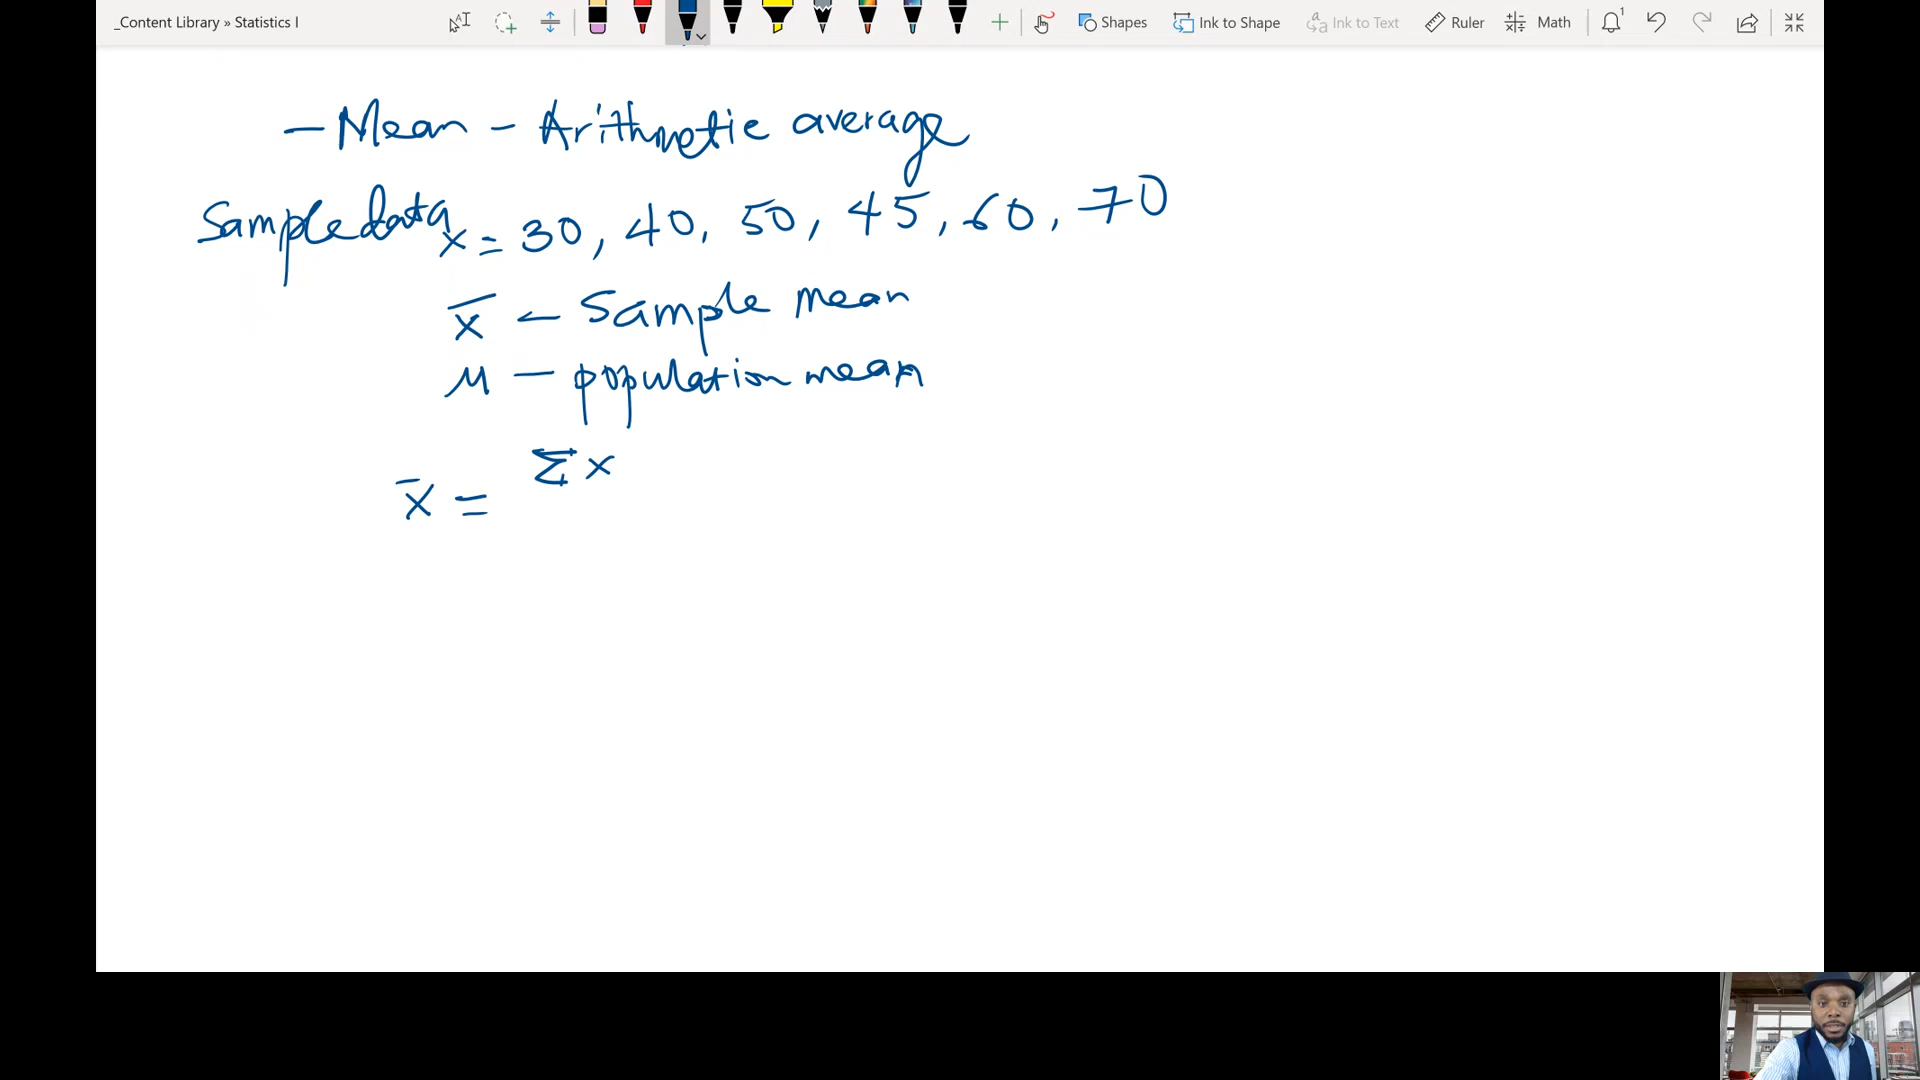 _Content Library » Statistics I
Shapes Ink to Shape Ink to Text Ruler Math 1
– Mean – Arithmetic average
Sample data x = 30, 40, 50, 45, 60, 70
x̄ – Sample mean
μ – population mean
x̄ = Σx